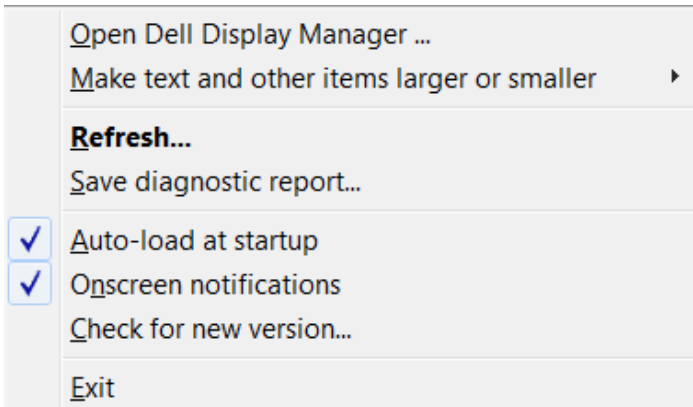 Open Dell Display Manager ...
Make text and other items larger or smaller
Refresh...
Save diagnostic report...
Auto-load at startup
Onscreen notifications
Check for new version...
Exit